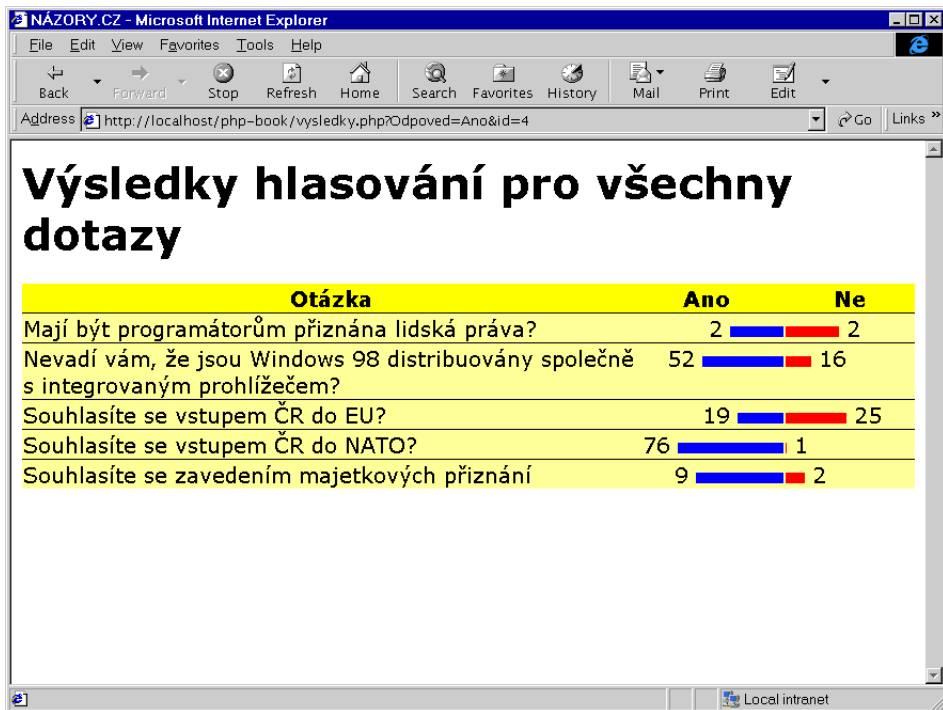 NÁZORY.CZ - Microsoft Internet Explorer
File Edit View Favorites Tools Help
Back Forward Stop Refresh Home Search Favorites History Mail Print Edit
Address http://localhost/php-book/vysledky.php?Odpoved=Ano&id=4 Go Links »
Výsledky hlasování pro všechny
dotazy
Otázka Ano Ne
Mají být programátorům přiznána lidská práva? 2 2
Nevadí vám, že jsou Windows 98 distribuovány společně 52 16
s integrovaným prohlížečem?
Souhlasíte se vstupem ČR do EU? 19 25
Souhlasíte se vstupem ČR do NATO? 76 1
Souhlasíte se zavedením majetkových přiznání 9 2
Local intranet